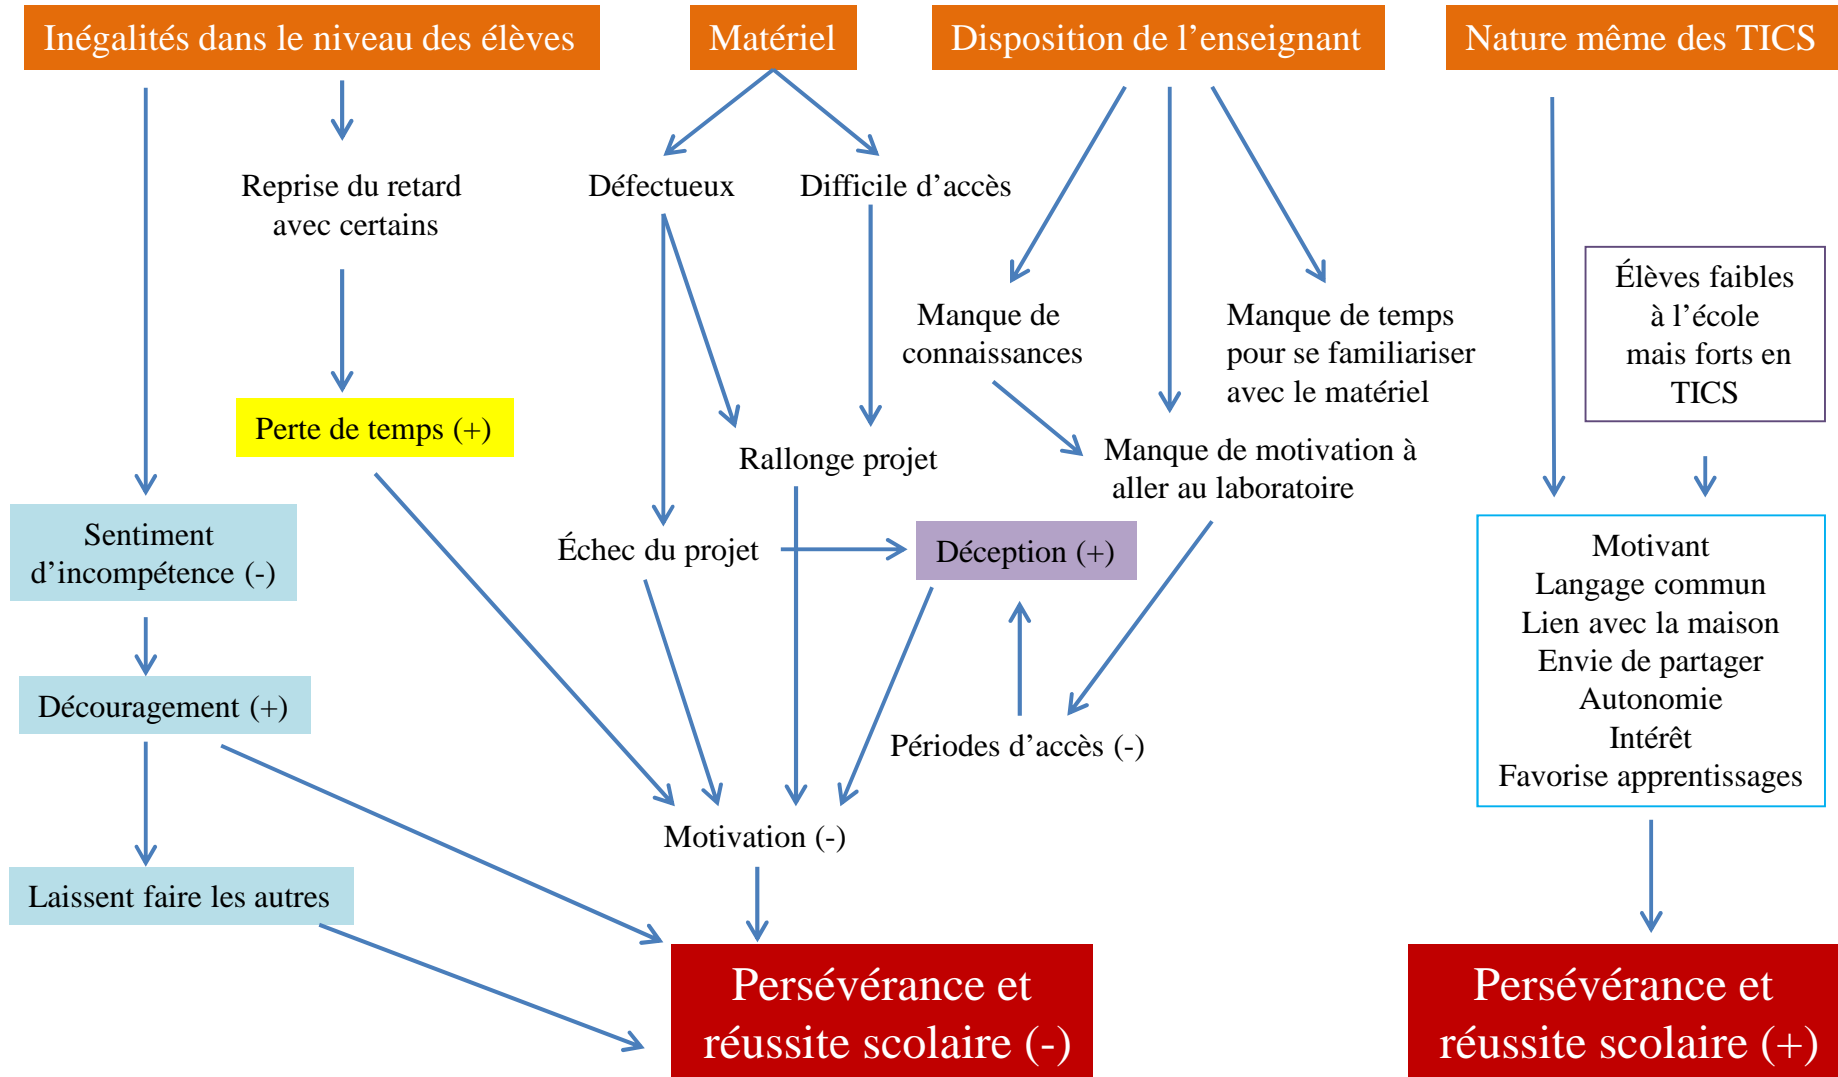 Inégalités dans le niveau des élèves
Matériel
Disposition de l’enseignant
Nature même des TICS
Reprise du retard
avec certains
Défectueux
Difficile d’accès
Élèves faibles
à l’école
mais forts en
TICS
Manque de
connaissances
Manque de temps
pour se familiariser
avec le matériel
Perte de temps (+)
Rallonge projet
Manque de motivation à
aller au laboratoire
Sentiment
d’incompétence (-)
Échec du projet
Déception (+)
Motivant
Langage commun
Lien avec la maison
Envie de partager
Autonomie
Intérêt
Favorise apprentissages
Découragement (+)
Périodes d’accès (-)
Motivation (-)
Laissent faire les autres
Persévérance et
réussite scolaire (-)
Persévérance et
réussite scolaire (+)